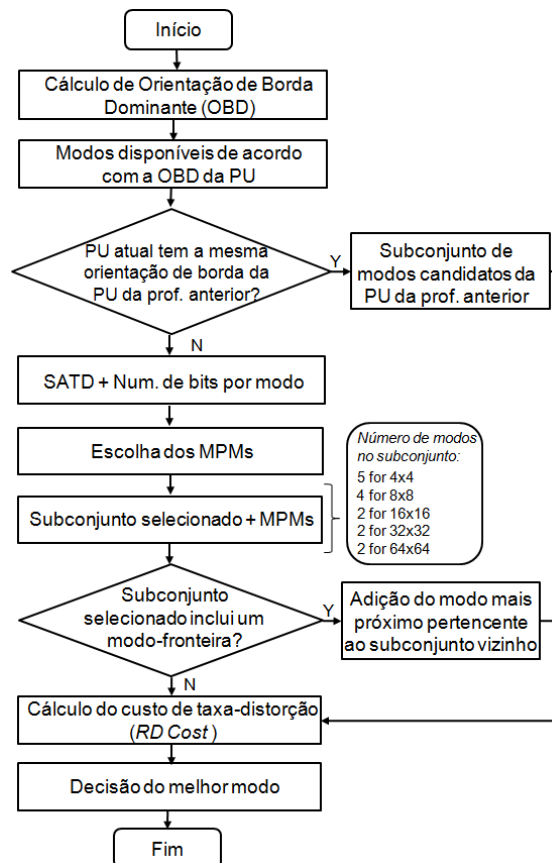 Início
Cálculo de Orientação de Borda
Dominante (OBD)
Modos disponíveis de acordo
com a OBD da PU
PU atual tem a mesma
orientação de borda da
PU da prof. anterior?
Y
Subconjunto de
modos candidatos da
PU da prof. anterior
N
SATD + Num. de bits por modo
Escolha dos MPMs
Número de modos
no subconjunto:
5 for 4x4
4 for 8x8
2 for 16x16
2 for 32x32
2 for 64x64
Subconjunto selecionado + MPMs
Subconjunto
selecionado inclui um
modo-fronteira?
Y
Adição do modo mais
próximo pertencente
ao subconjunto vizinho
N
Cálculo do custo de taxa-distorção
(RD Cost )
Decisão do melhor modo
Fim